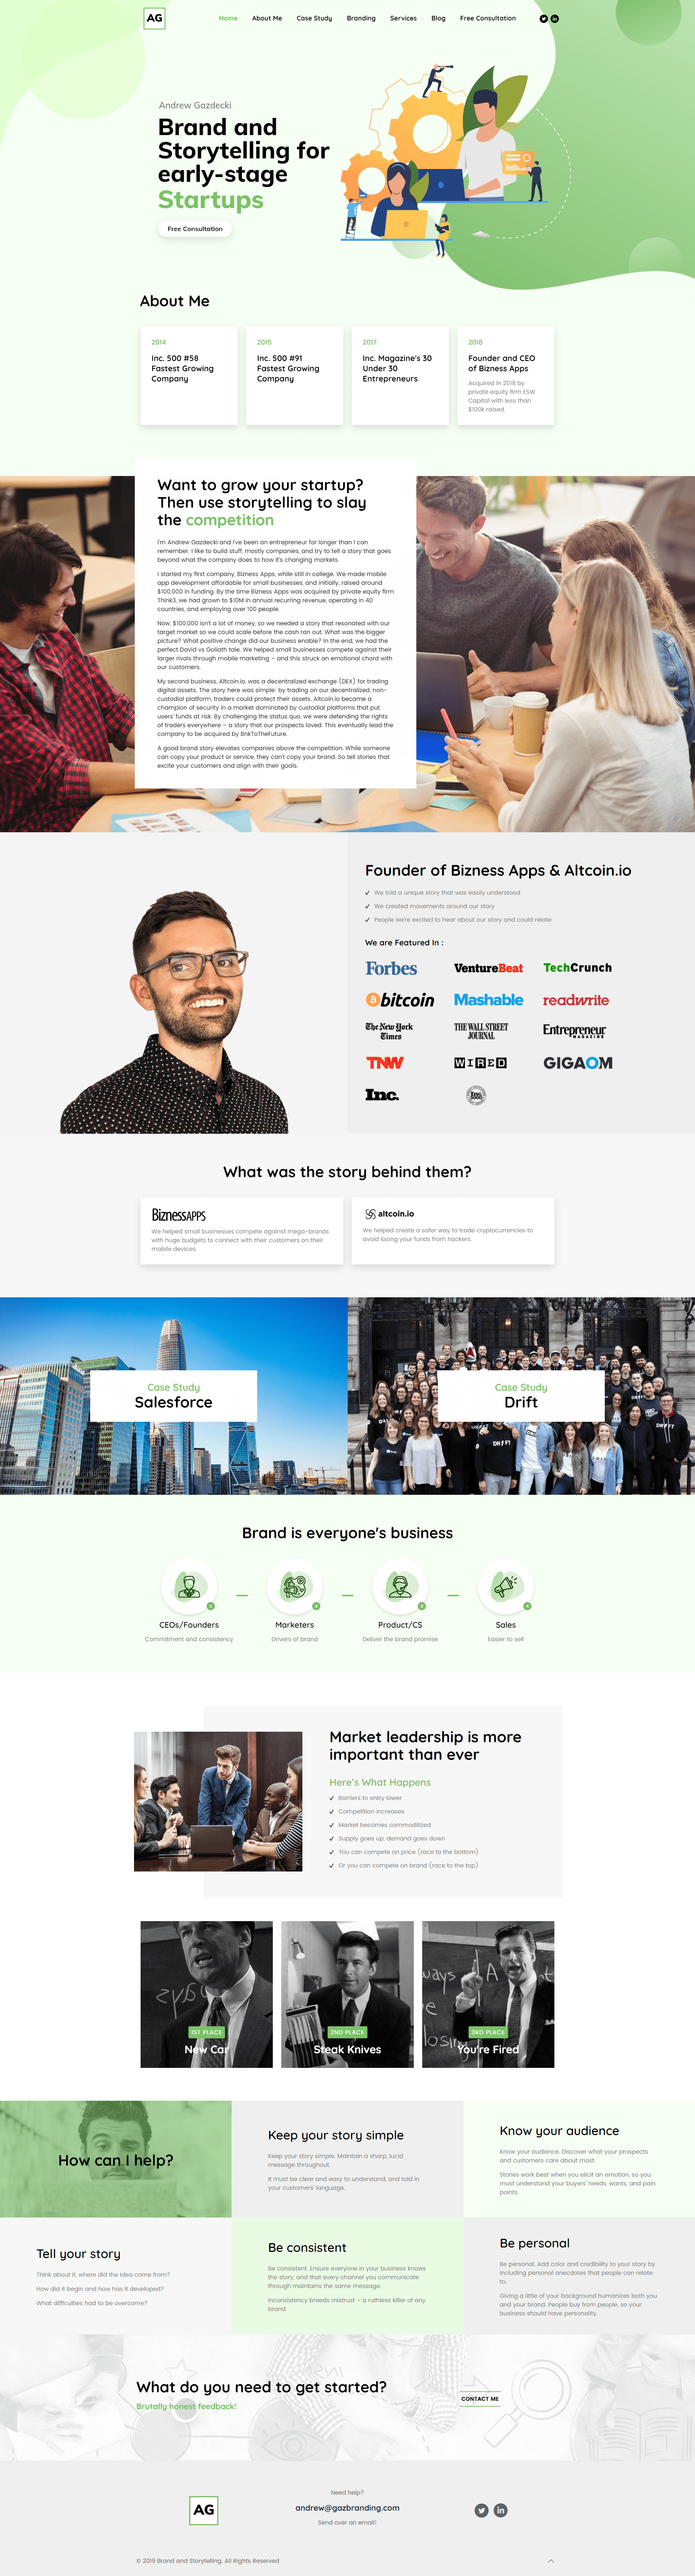 AG
Home
About Me
Case Study
Branding
Services
Blog
Free Consultation
Andrew Gazdecki
Brand and
Storytelling for
early-stage
Startups
Free Consultation
About Me
2014
Inc. 500 #58
Fastest Growing
Company
2015
Inc. 500 #91
Fastest Growing
Company
2017
Inc. Magazine's 30
Under 30
Entrepreneurs
2018
Founder and CEO
of Bizness Apps
Acquired in 2018 by
private equity firm ESW
Capital with less than
$100k raised.
Want to grow your startup?
Then use storytelling to slay
the competition
I'm Andrew Gazdecki and I've been an entrepreneur for longer than I can
remember. I like to build stuff, mostly companies, and try to tell a story that goes
beyond what the company does to how it's changing markets.
I started my first company, Bizness Apps, while still in college. We made mobile
app development affordable for small businesses, and initially, raised around
$100,000 in funding. By the time Bizness Apps was acquired by private equity firm
Think3, we had grown to $10M in annual recurring revenue, operating in 40
countries, and employing over 100 people.
Now, $100,000 isn't a lot of money, so we needed a story that resonated with our
target market so we could scale before the cash ran out. What was the bigger
picture? What positive change did our business enable? In the end, we had the
perfect David vs Goliath tale. We helped small businesses compete against their
larger rivals through mobile marketing – and this struck an emotional chord with
our customers.
My second business, Altcoin.io, was a decentralized exchange (DEX) for trading
digital assets. The story here was simple: by trading on our decentralized, non-
custodial platform, traders could protect their assets. Altcoin.io became a
champion of security in a market dominated by custodial platforms that put
users' funds at risk. By challenging the status quo, we were defending the rights
of traders everywhere – a story that our prospects loved. This eventually lead the
company to be acquired by BnkToTheFuture.
A good brand story elevates companies above the competition. While someone
can copy your product or service, they can't copy your brand. So tell stories that
excite your customers and align with their goals.
Founder of Bizness Apps & Altcoin.io
We told a unique story that was easily understood
We created movements around our story
People we're excited to hear about our story and could relate
We are Featured In :
Forbes
VentureBeat
TechCrunch
bitcoin
Mashable
readwrite
The New York
Times
THE WALL STREET
JOURNAL
Entrepreneur
MAGAZINE
TNW
WIRED
GIGAOM
Inc.
What was the story behind them?
BiznessAPPS
We helped small businesses compete against mega-brands
with huge budgets to connect with their customers on their
mobile devices.
altcoin.io
We helped create a safer way to trade cryptocurrencies to
avoid losing your funds from hackers.
Case Study
Salesforce
Case Study
Drift
Brand is everyone's business
1
2
3
4
CEOs/Founders
Commitment and consistency
Marketers
Drivers of brand
Product/CS
Deliver the brand promise
Sales
Easier to sell
Market leadership is more
important than ever
Here's What Happens
Barriers to entry lower
Competition increases
Market becomes commoditized
Supply goes up, demand goes down
You can compete on price (race to the bottom)
Or you can compete on brand (race to the top)
1ST PLACE
New Car
2ND PLACE
Steak Knives
3RD PLACE
You're Fired
How can I help?
Keep your story simple
Keep your story simple. Maintain a sharp, lucid
message throughout.
It must be clear and easy to understand, and told in
your customers' language.
Know your audience
Know your audience. Discover what your prospects
and customers care about most.
Stories work best when you elicit an emotion, so you
must understand your buyers' needs, wants, and pain
points.
Tell your story
Think about it, where did the idea come from?
How did it begin and how has it developed?
What difficulties had to be overcome?
Be consistent
Be consistent. Ensure everyone in your business knows
the story, and that every channel you communicate
through maintains the same message.
Inconsistency breeds mistrust – a ruthless killer of any
brand.
Be personal
Be personal. Add color and credibility to your story by
including personal anecdotes that people can relate
to.
Giving a little of your background humanizes both you
and your brand. People buy from people, so your
business should have personality.
What do you need to get started?
Brutally honest feedback!
CONTACT ME
AG
Need help?
andrew@gazbranding.com
Send over an email!
© 2019 Brand and Storytelling. All Rights Reserved